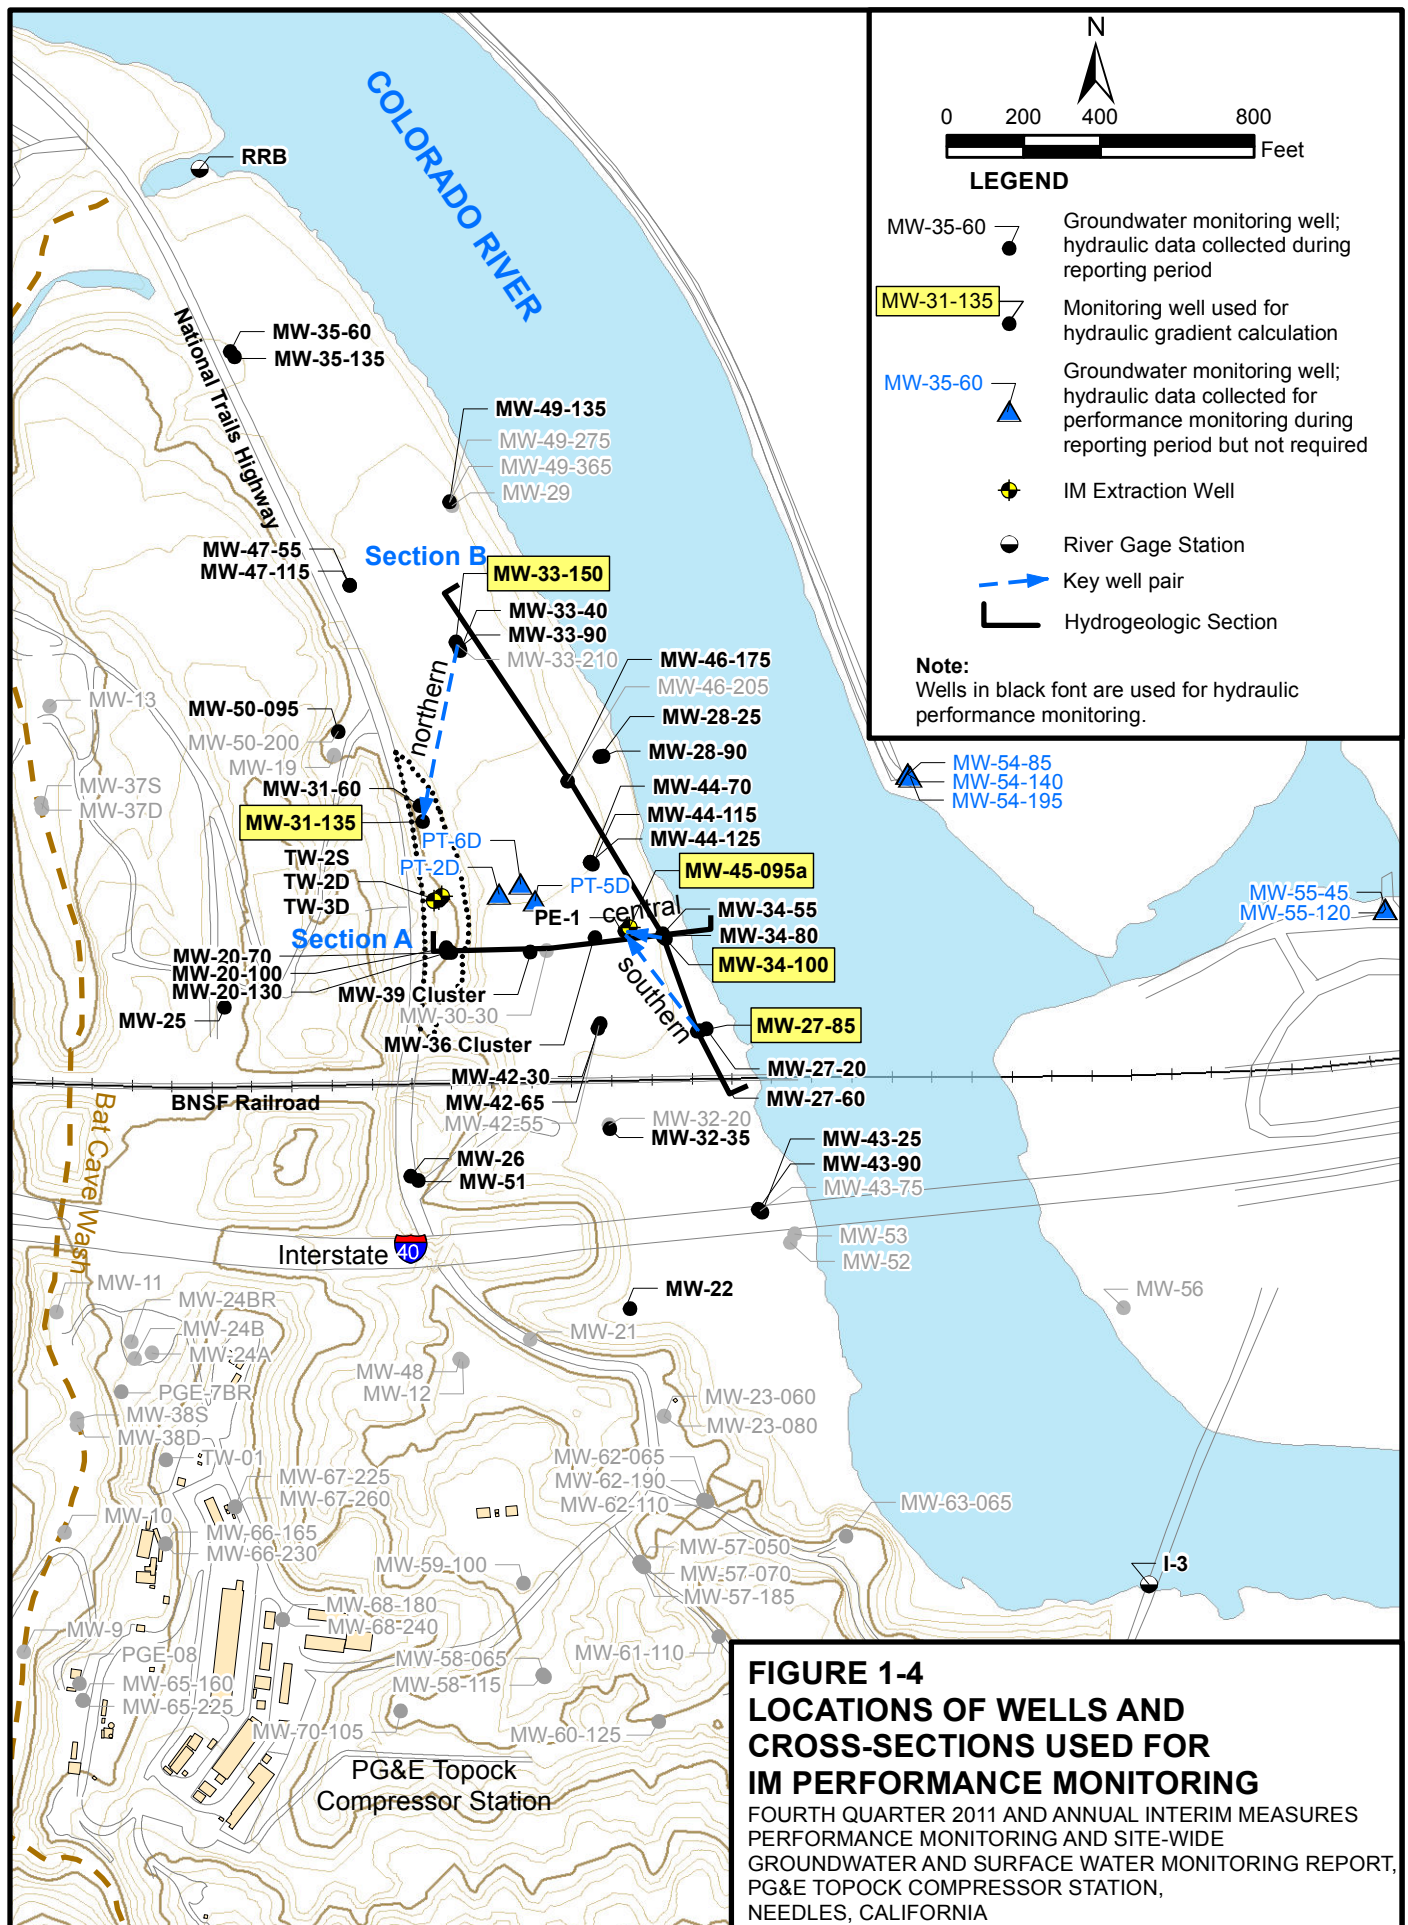 N
0 200 400 800
Feet
LEGEND
MW-35-60
Groundwater monitoring well;
hydraulic data collected during
reporting period
MW-31-135
Monitoring well used for
hydraulic gradient calculation
MW-35-60
Groundwater monitoring well;
hydraulic data collected for
performance monitoring during
reporting period but not required
IM Extraction Well
River Gage Station
Key well pair
Hydrogeologic Section
Note:
Wells in black font are used for hydraulic
performance monitoring.
COLORADO RIVER
RRB
National Trails Highway
MW-35-60
MW-35-135
MW-49-135
MW-49-275
MW-49-365
MW-29
MW-47-55
MW-47-115
Section B
MW-33-150
MW-33-40
MW-33-90
MW-33-210
northern
MW-46-175
MW-46-205
MW-28-25
MW-28-90
MW-13
MW-50-095
MW-50-200
MW-19
MW-37S
MW-37D
MW-31-60
MW-31-135
MW-44-70
MW-44-115
MW-44-125
MW-54-85
MW-54-140
MW-54-195
PT-6D
PT-2D
PT-5D
TW-2S
TW-2D
TW-3D
MW-45-095a
PE-1
central
MW-34-55
MW-34-80
MW-34-100
MW-55-45
MW-55-120
Section A
MW-20-70
MW-20-100
MW-20-130
MW-25
MW-39 Cluster
MW-30-30
MW-36 Cluster
southern
MW-27-85
MW-27-20
MW-27-60
MW-42-30
MW-42-65
MW-42-55
BNSF Railroad
MW-32-20
MW-32-35
Bat Cave Wash
MW-26
MW-51
MW-43-25
MW-43-90
MW-43-75
MW-53
MW-52
Interstate 40
MW-22
MW-56
MW-11
MW-24BR
MW-24B
MW-24A
MW-21
MW-48
MW-12
PGE-7BR
MW-38S
MW-38D
MW-23-060
MW-23-080
TW-01
MW-67-225
MW-67-260
MW-62-065
MW-62-190
MW-62-110
MW-63-065
MW-10
MW-66-165
MW-66-230
MW-59-100
MW-57-050
MW-57-070
MW-57-185
I-3
MW-68-180
MW-68-240
MW-9
PGE-08
MW-65-160
MW-65-225
MW-61-110
MW-58-065
MW-58-115
MW-70-105
MW-60-125
PG&E Topock
Compressor Station
FIGURE 1-4
LOCATIONS OF WELLS AND
CROSS-SECTIONS USED FOR
IM PERFORMANCE MONITORING
FOURTH QUARTER 2011 AND ANNUAL INTERIM MEASURES
PERFORMANCE MONITORING AND SITE-WIDE
GROUNDWATER AND SURFACE WATER MONITORING REPORT,
PG&E TOPOCK COMPRESSOR STATION,
NEEDLES, CALIFORNIA